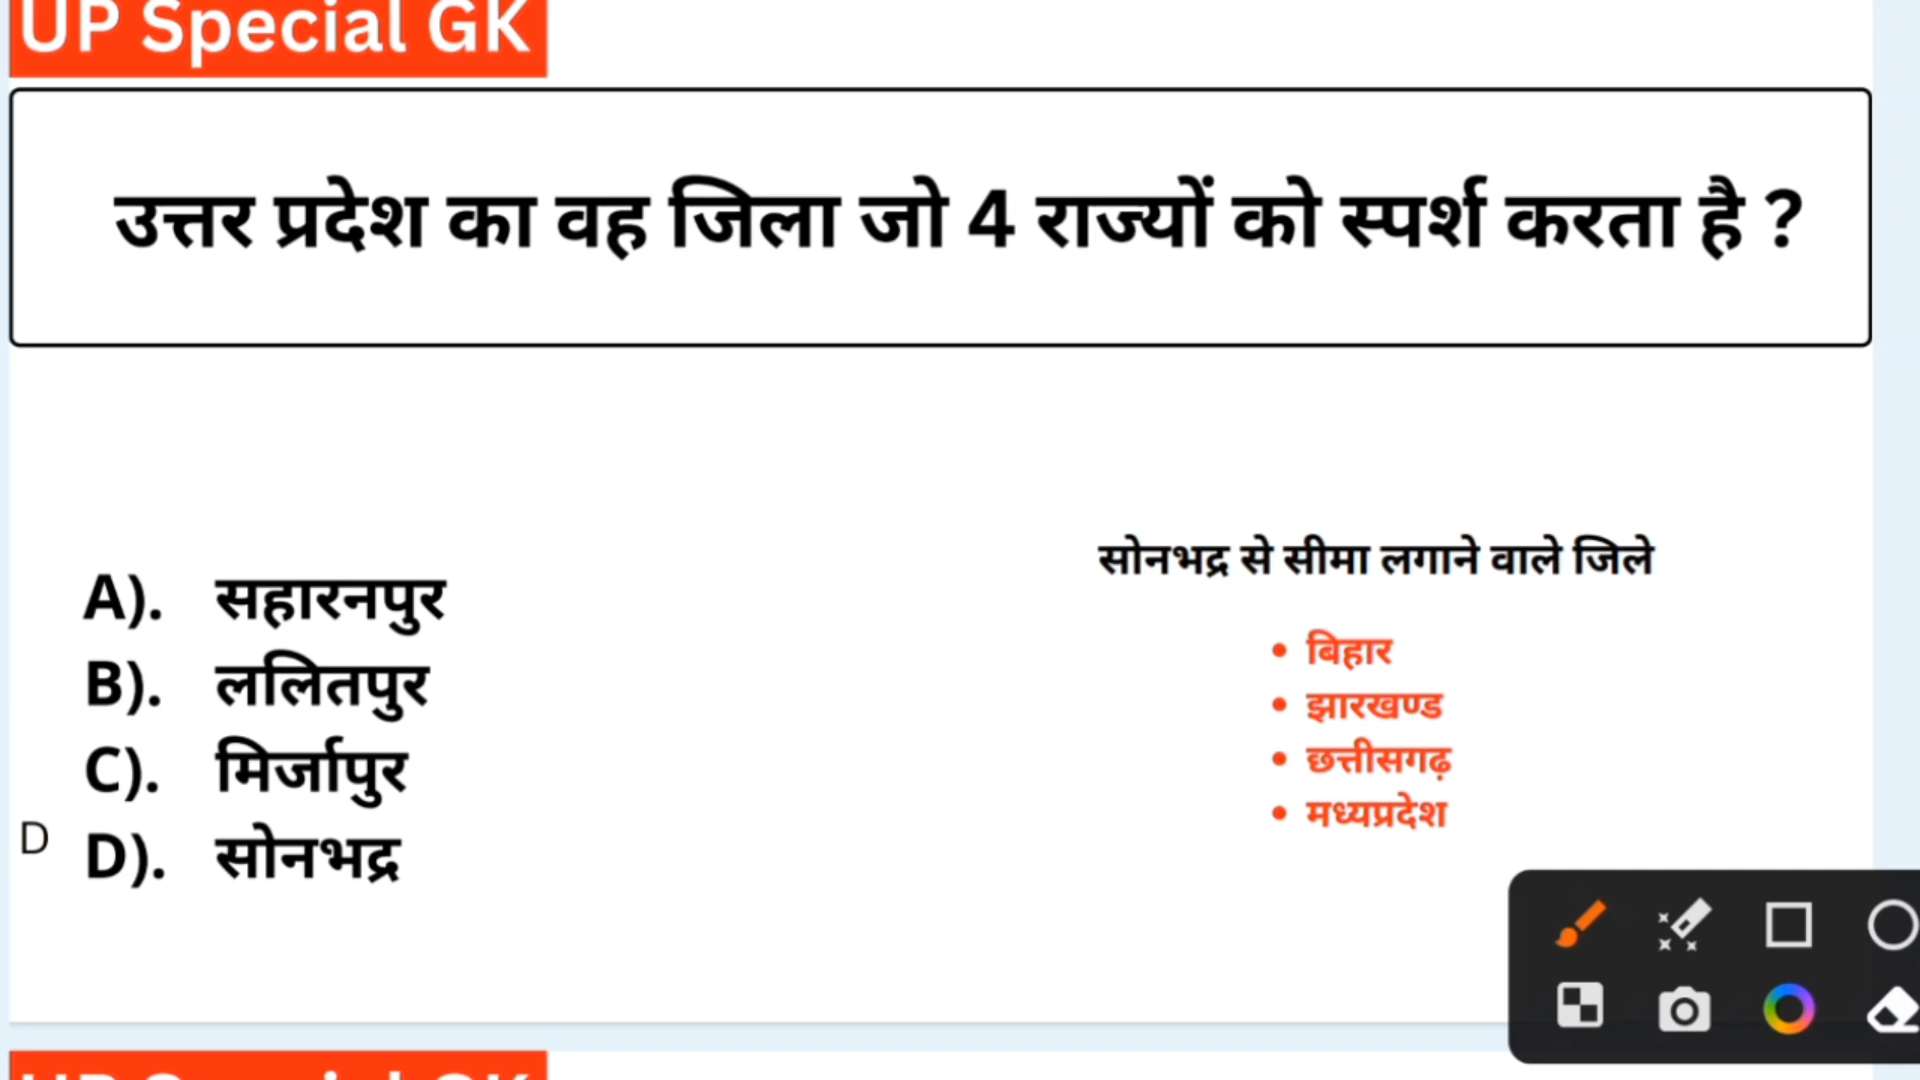 UP Special GK
उत्तर प्रदेश का वह जिला जो 4 राज्यों को स्पर्श करता है ?
A). सहारनपुर
B). ललितपुर
C). मिर्जापुर
D D). सोनभद्र
सोनभद्र से सीमा लगाने वाले जिले
• बिहार
• झारखण्ड
• छत्तीसगढ़
• मध्यप्रदेश